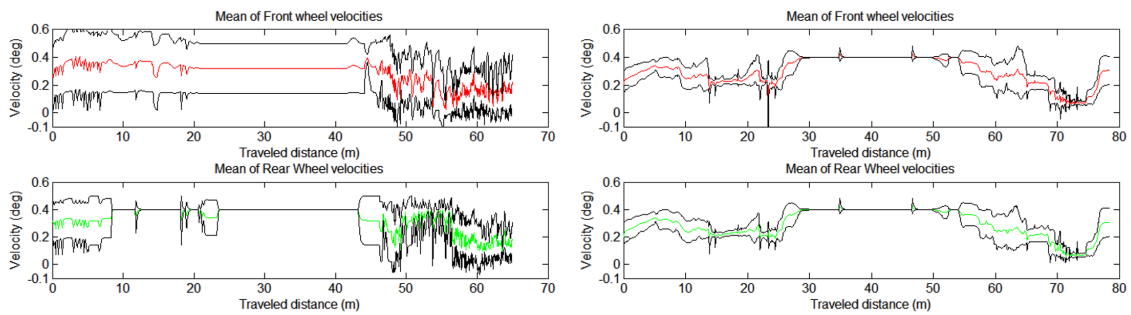 Mean of Front wheel velocities
Velocity (deg)
0.6
0.4
0.2
0
-0.1
0 10 20 30 40 50 60 70
Traveled distance (m)
Mean of Front wheel velocities
Velocity (deg)
0.6
0.4
0.2
0
-0.1
0 10 20 30 40 50 60 70 80
Traveled distance (m)
Mean of Rear Wheel velocities
Velocity (deg)
0.6
0.4
0.2
0
-0.1
0 10 20 30 40 50 60 70
Traveled distance (m)
Mean of Rear Wheel velocities
Velocity (deg)
0.6
0.4
0.2
0
-0.1
0 10 20 30 40 50 60 70 80
Traveled distance (m)